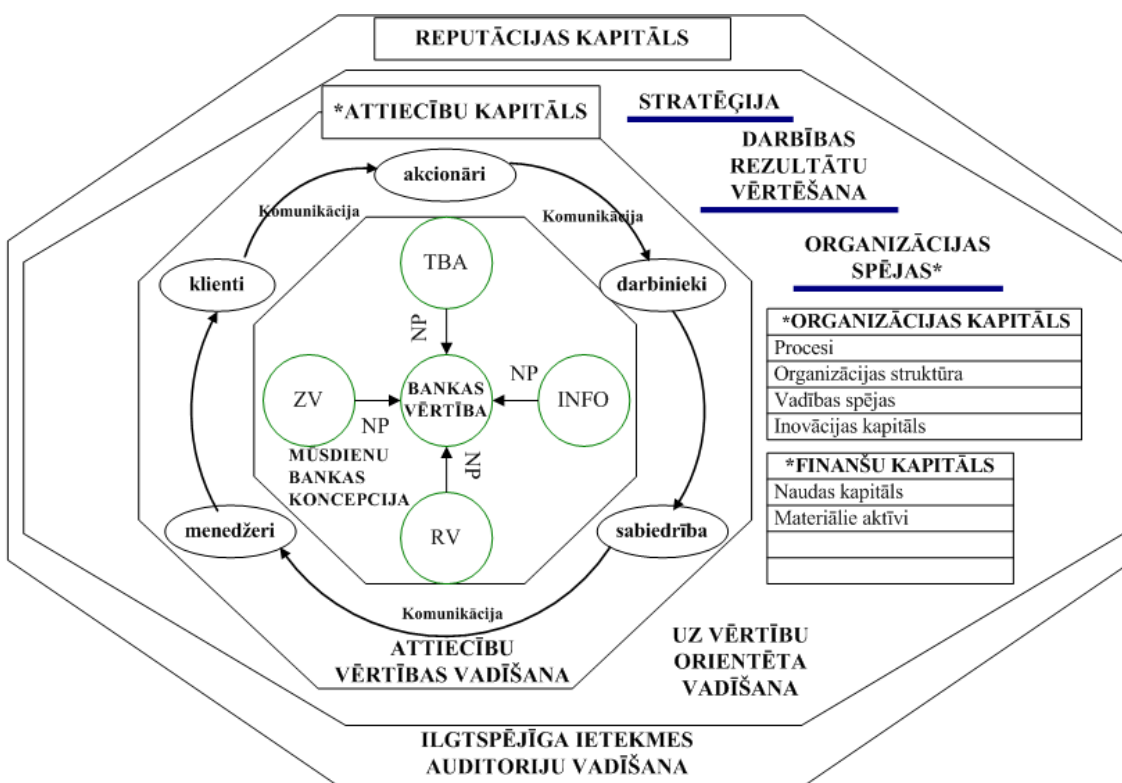 REPUTĀCIJAS KAPITĀLS
*ATTIECĪBU KAPITĀLS
STRATĒĢIJA
DARBĪBAS
REZULTĀTU
VĒRTĒŠANA
ORGANIZĀCIJAS
SPĒJAS*
akcionāri
Komunikācija
Komunikācija
klienti
darbinieki
TBA
NP
ZV
NP
BANKAS
VĒRTĪBA
NP
INFO
MŪSDIENU
BANKAS
KONCEPCIJA
NP
RV
menedžeri
sabiedrība
Komunikācija
ATTIECĪBU
VĒRTĪBAS VADĪŠANA
*ORGANIZĀCIJAS KAPITĀLS
Procesi
Organizācijas struktūra
Vadības spējas
Inovācijas kapitāls
*FINANŠU KAPITĀLS
Naudas kapitāls
Materiālie aktīvi
UZ VĒRTĪBU
ORIENTĒTA
VADĪŠANA
ILGTSPĒJĪGA IETEKMES
AUDITORIJU VADĪŠANA